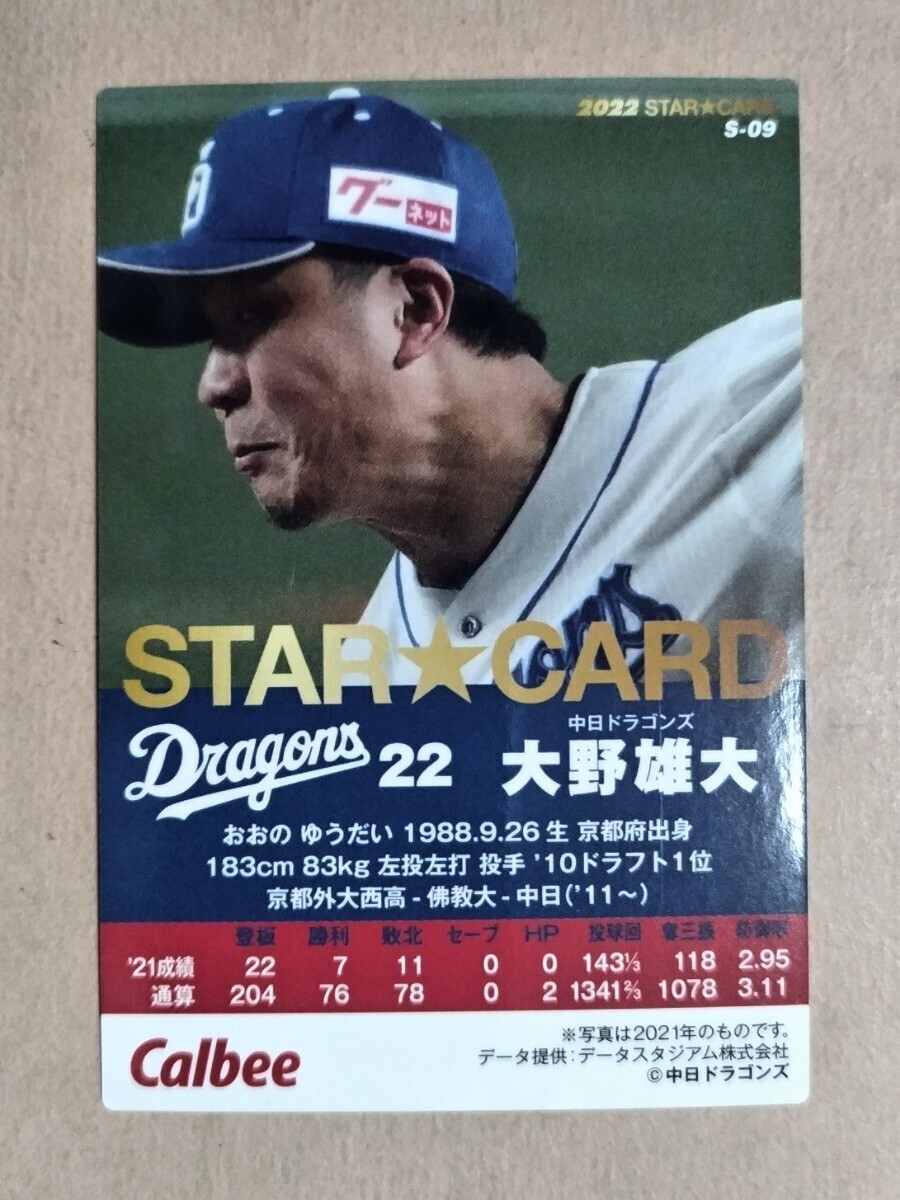 2022 STAR★CARD
S-09
D
グーネット
Dragons
STAR★CARD
中日ドラゴンズ
Dragons 22 大野雄大
おおの ゆうだい 1988.9.26生 京都府出身
183cm 83kg 左投左打 投手 '10ドラフト1位
京都外大西高-佛教大-中日('11〜)
登板 勝利 敗北 セーブ HP 投球回 奪三振 防御率
'21成績 22 7 11 0 0 143⅓ 118 2.95
通算 204 76 78 0 2 1341⅔ 1078 3.11
Calbee
※写真は2021年のものです。
データ提供:データスタジアム株式会社
©中日ドラゴンズ